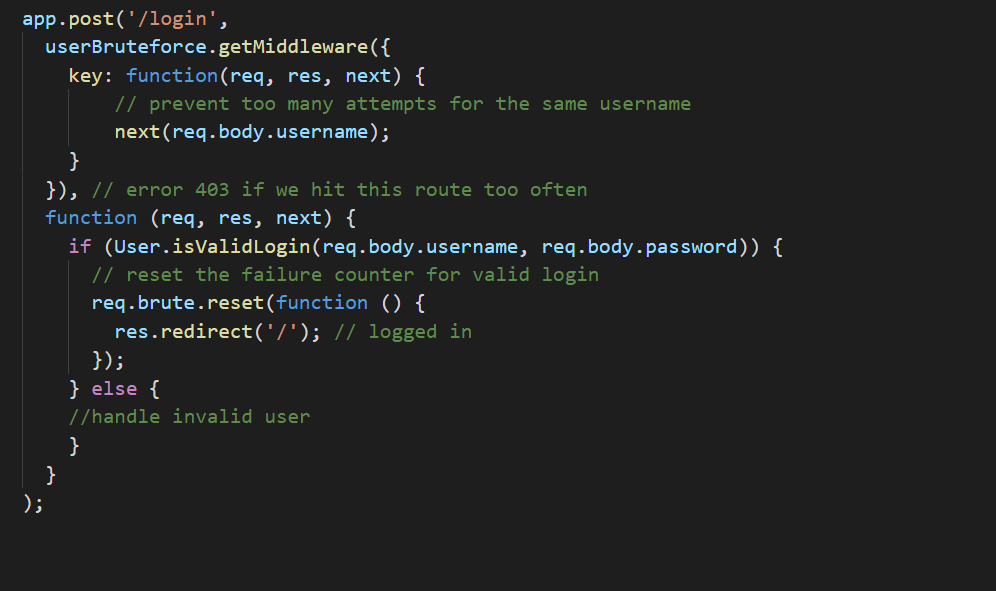 app.post('/login',
  userBruteforce.getMiddleware({
    key: function(req, res, next) {
        // prevent too many attempts for the same username
        next(req.body.username);
    }
  }), // error 403 if we hit this route too often
  function (req, res, next) {
    if (User.isValidLogin(req.body.username, req.body.password)) {
      // reset the failure counter for valid login
      req.brute.reset(function () {
        res.redirect('/'); // logged in
      });
    } else {
    //handle invalid user
    }
  }
);